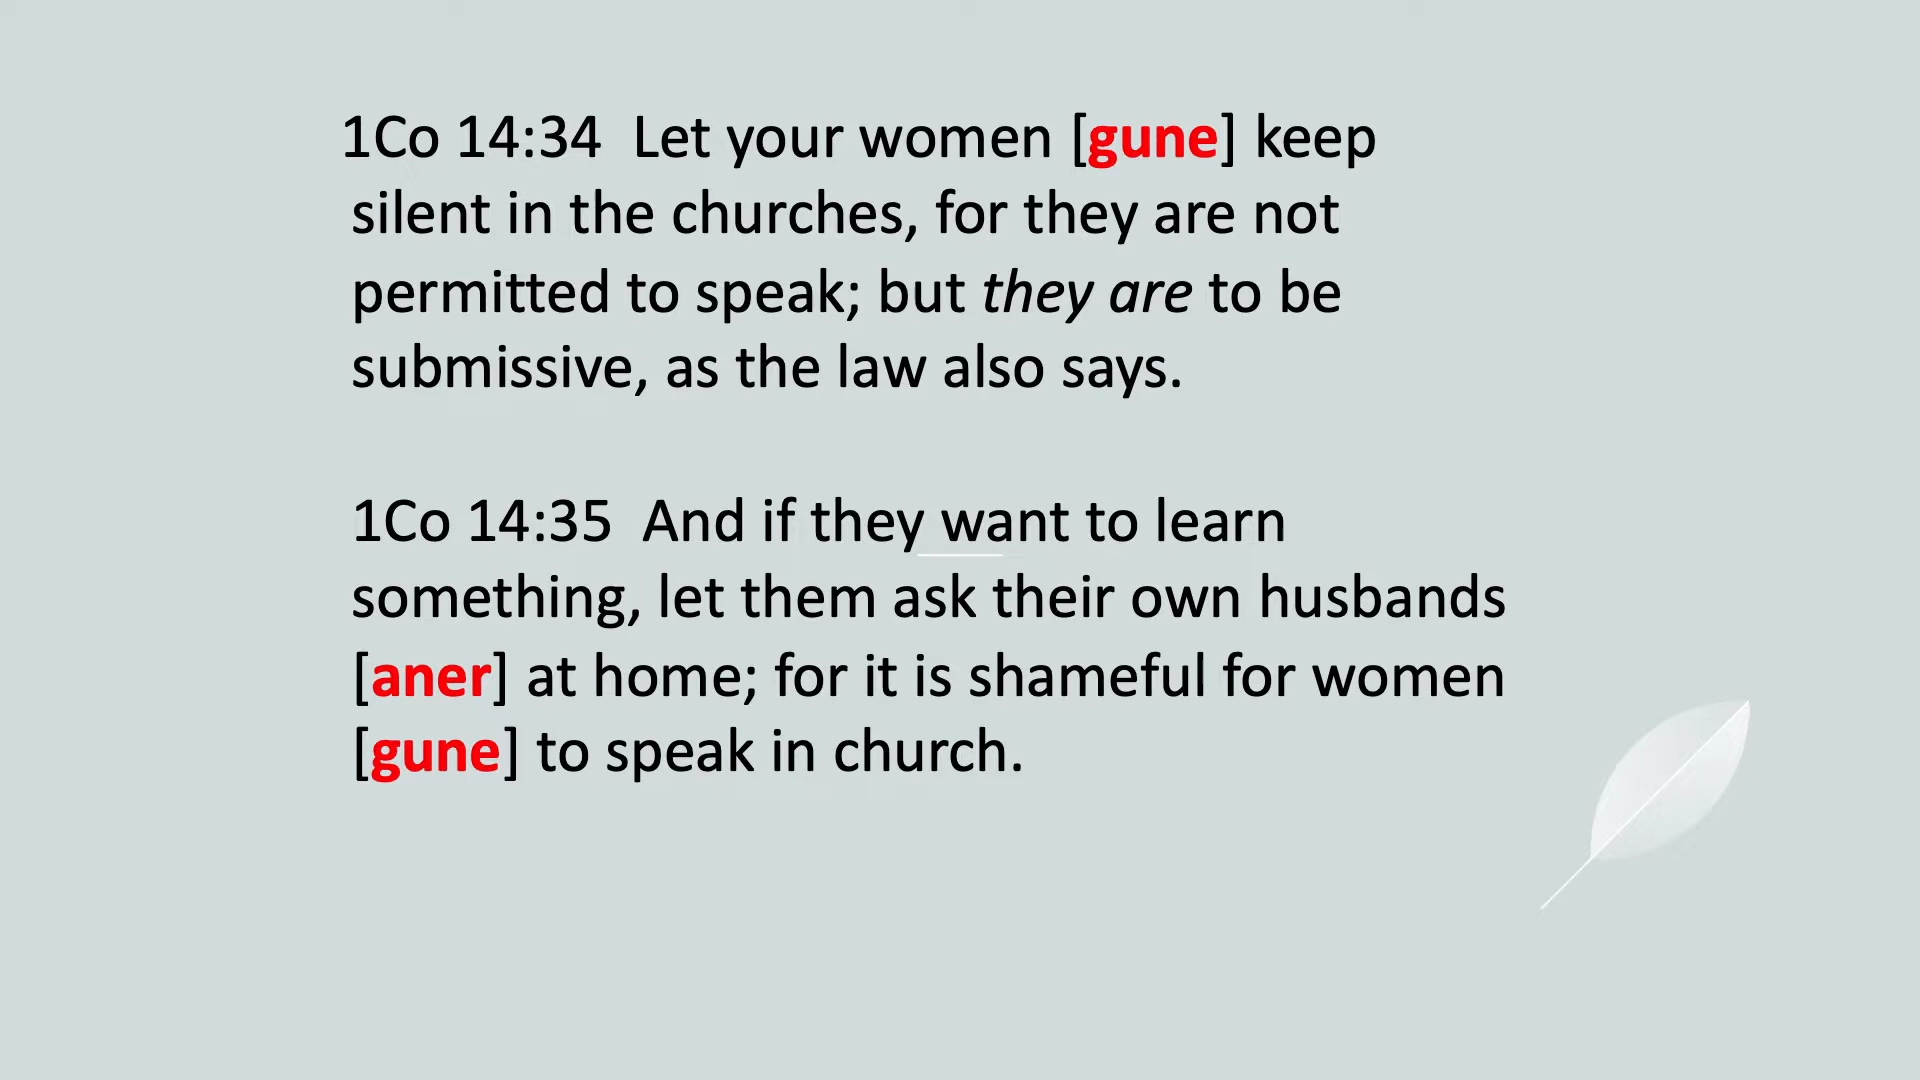 1Co 14:34  Let your women [gune] keep
silent in the churches, for they are not
permitted to speak; but they are to be
submissive, as the law also says.
1Co 14:35  And if they want to learn
something, let them ask their own husbands
[aner] at home; for it is shameful for women
[gune] to speak in church.